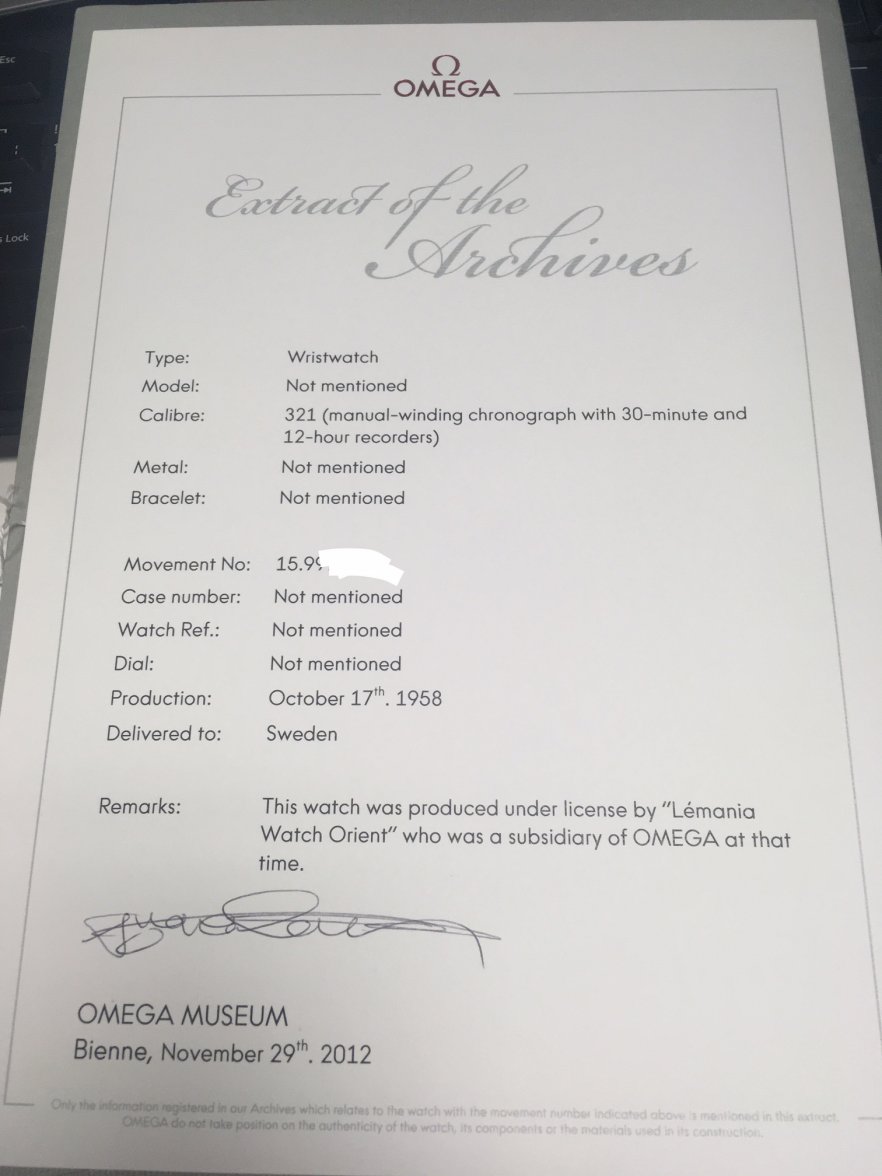 Esc
s Lock
Ω
OMEGA
Extract of the
Archives
Type: Wristwatch
Model: Not mentioned
Calibre: 321 (manual-winding chronograph with 30-minute and
12-hour recorders)
Metal: Not mentioned
Bracelet: Not mentioned
Movement No: 15.99
Case number: Not mentioned
Watch Ref.: Not mentioned
Dial: Not mentioned
Production: October 17th. 1958
Delivered to: Sweden
Remarks: This watch was produced under license by “Lémania
Watch Orient” who was a subsidiary of OMEGA at that
time.
OMEGA MUSEUM
Bienne, November 29th. 2012
Only the information registered in our Archives which relates to the watch with the movement number indicated above is mentioned in this extract.
OMEGA do not take position on the authenticity of the watch, its components or the materials used in its construction.